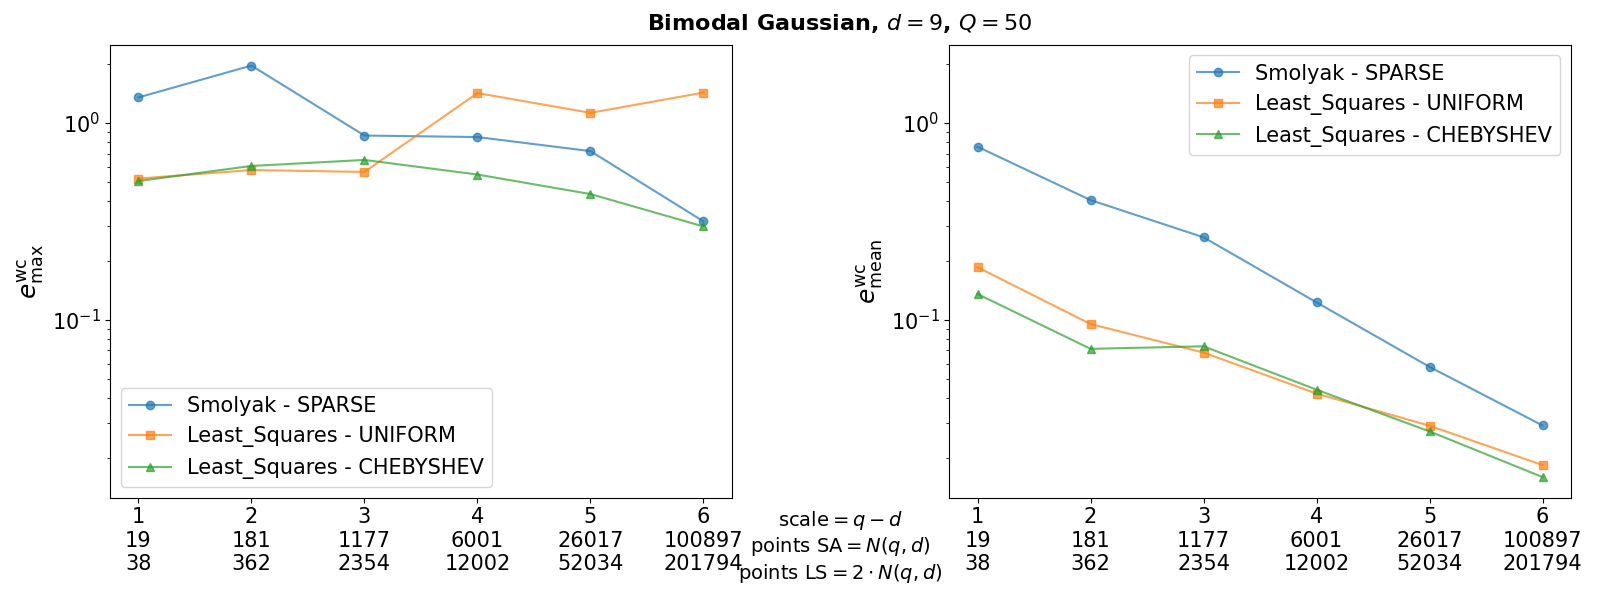 Bimodal Gaussian, d = 9, Q = 50
10⁰
10⁻¹
e^wc_max
Smolyak - SPARSE
Least_Squares - UNIFORM
Least_Squares - CHEBYSHEV
1 2 3 4 5 6
19 181 1177 6001 26017 100897
38 362 2354 12002 52034 201794
scale = q − d
points SA = N(q, d)
points LS = 2 · N(q, d)
10⁰
10⁻¹
e^wc_mean
Smolyak - SPARSE
Least_Squares - UNIFORM
Least_Squares - CHEBYSHEV
1 2 3 4 5 6
19 181 1177 6001 26017 100897
38 362 2354 12002 52034 201794